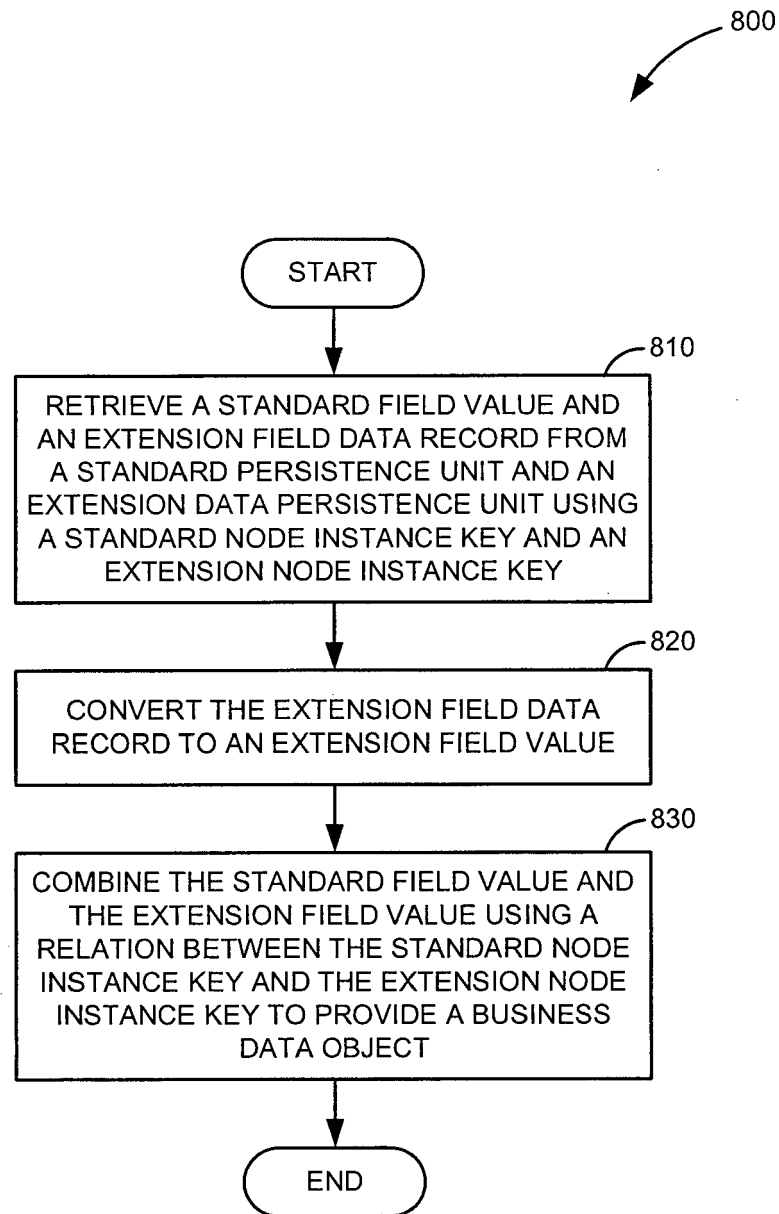 800
START
810
RETRIEVE A STANDARD FIELD VALUE AND
AN EXTENSION FIELD DATA RECORD FROM
A STANDARD PERSISTENCE UNIT AND AN
EXTENSION DATA PERSISTENCE UNIT USING
A STANDARD NODE INSTANCE KEY AND AN
EXTENSION NODE INSTANCE KEY
820
CONVERT THE EXTENSION FIELD DATA
RECORD TO AN EXTENSION FIELD VALUE
830
COMBINE THE STANDARD FIELD VALUE AND
THE EXTENSION FIELD VALUE USING A
RELATION BETWEEN THE STANDARD NODE
INSTANCE KEY AND THE EXTENSION NODE
INSTANCE KEY TO PROVIDE A BUSINESS
DATA OBJECT
END